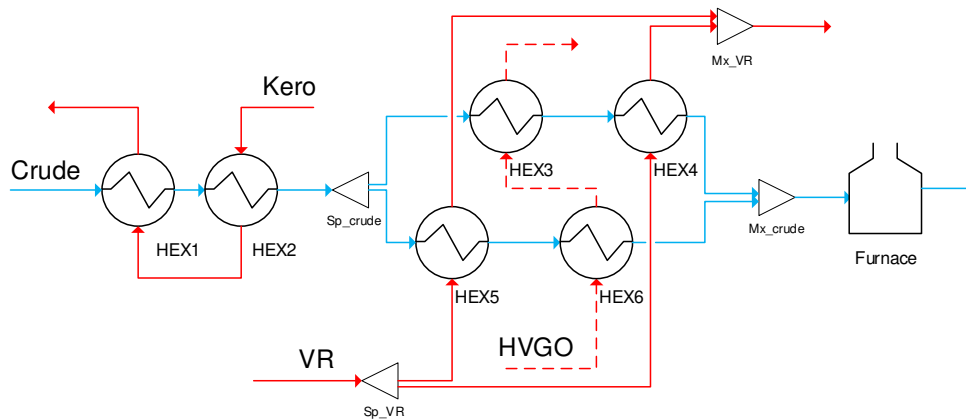 Mx_VR
Kero
Crude
HEX3
HEX4
Sp_crude
Mx_crude
HEX1
HEX2
Furnace
HEX5
HEX6
VR
HVGO
Sp_VR